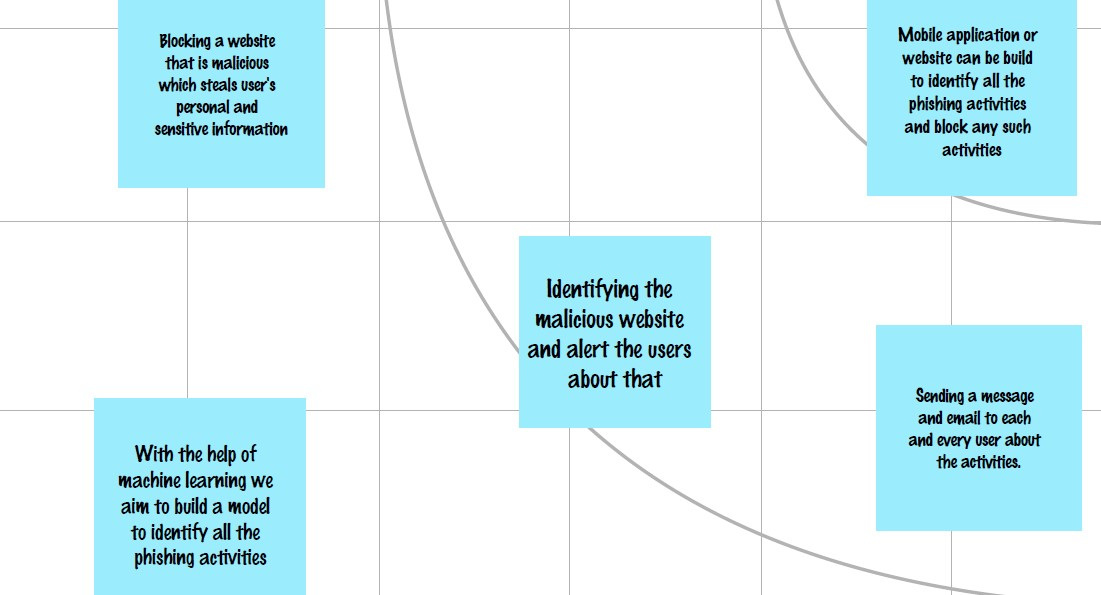 Blocking a website
that is malicious
which steals user's
personal and
sensitive information
Mobile application or
website can be build
to identify all the
phishing activities
and block any such
activities
Identifying the
malicious website
and alert the users
about that
Sending a message
and email to each
and every user about
the activities.
With the help of
machine learning we
aim to build a model
to identify all the
phishing activities